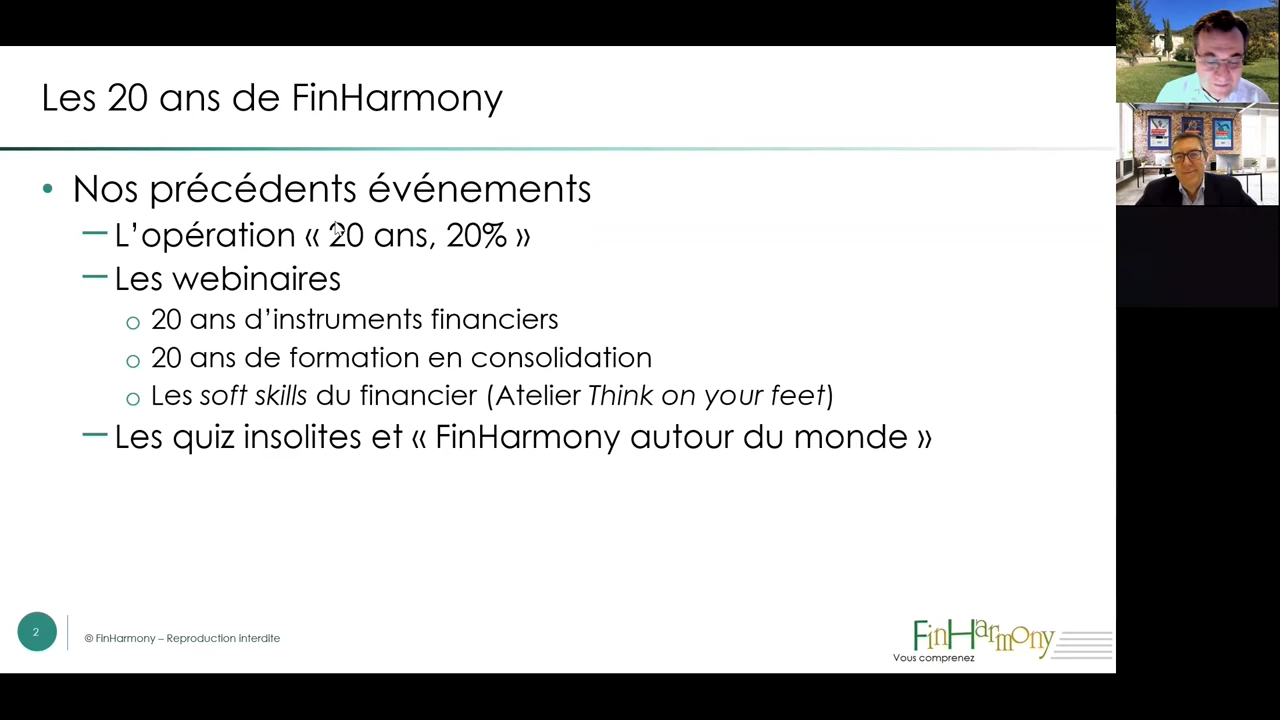 Les 20 ans de FinHarmony
• Nos précédents événements
— L’opération « 20 ans, 20% »
— Les webinaires
o 20 ans d’instruments financiers
o 20 ans de formation en consolidation
o Les soft skills du financier (Atelier Think on your feet)
— Les quiz insolites et « FinHarmony autour du monde »
2
© FinHarmony – Reproduction interdite
FinHarmony
Vous comprenez